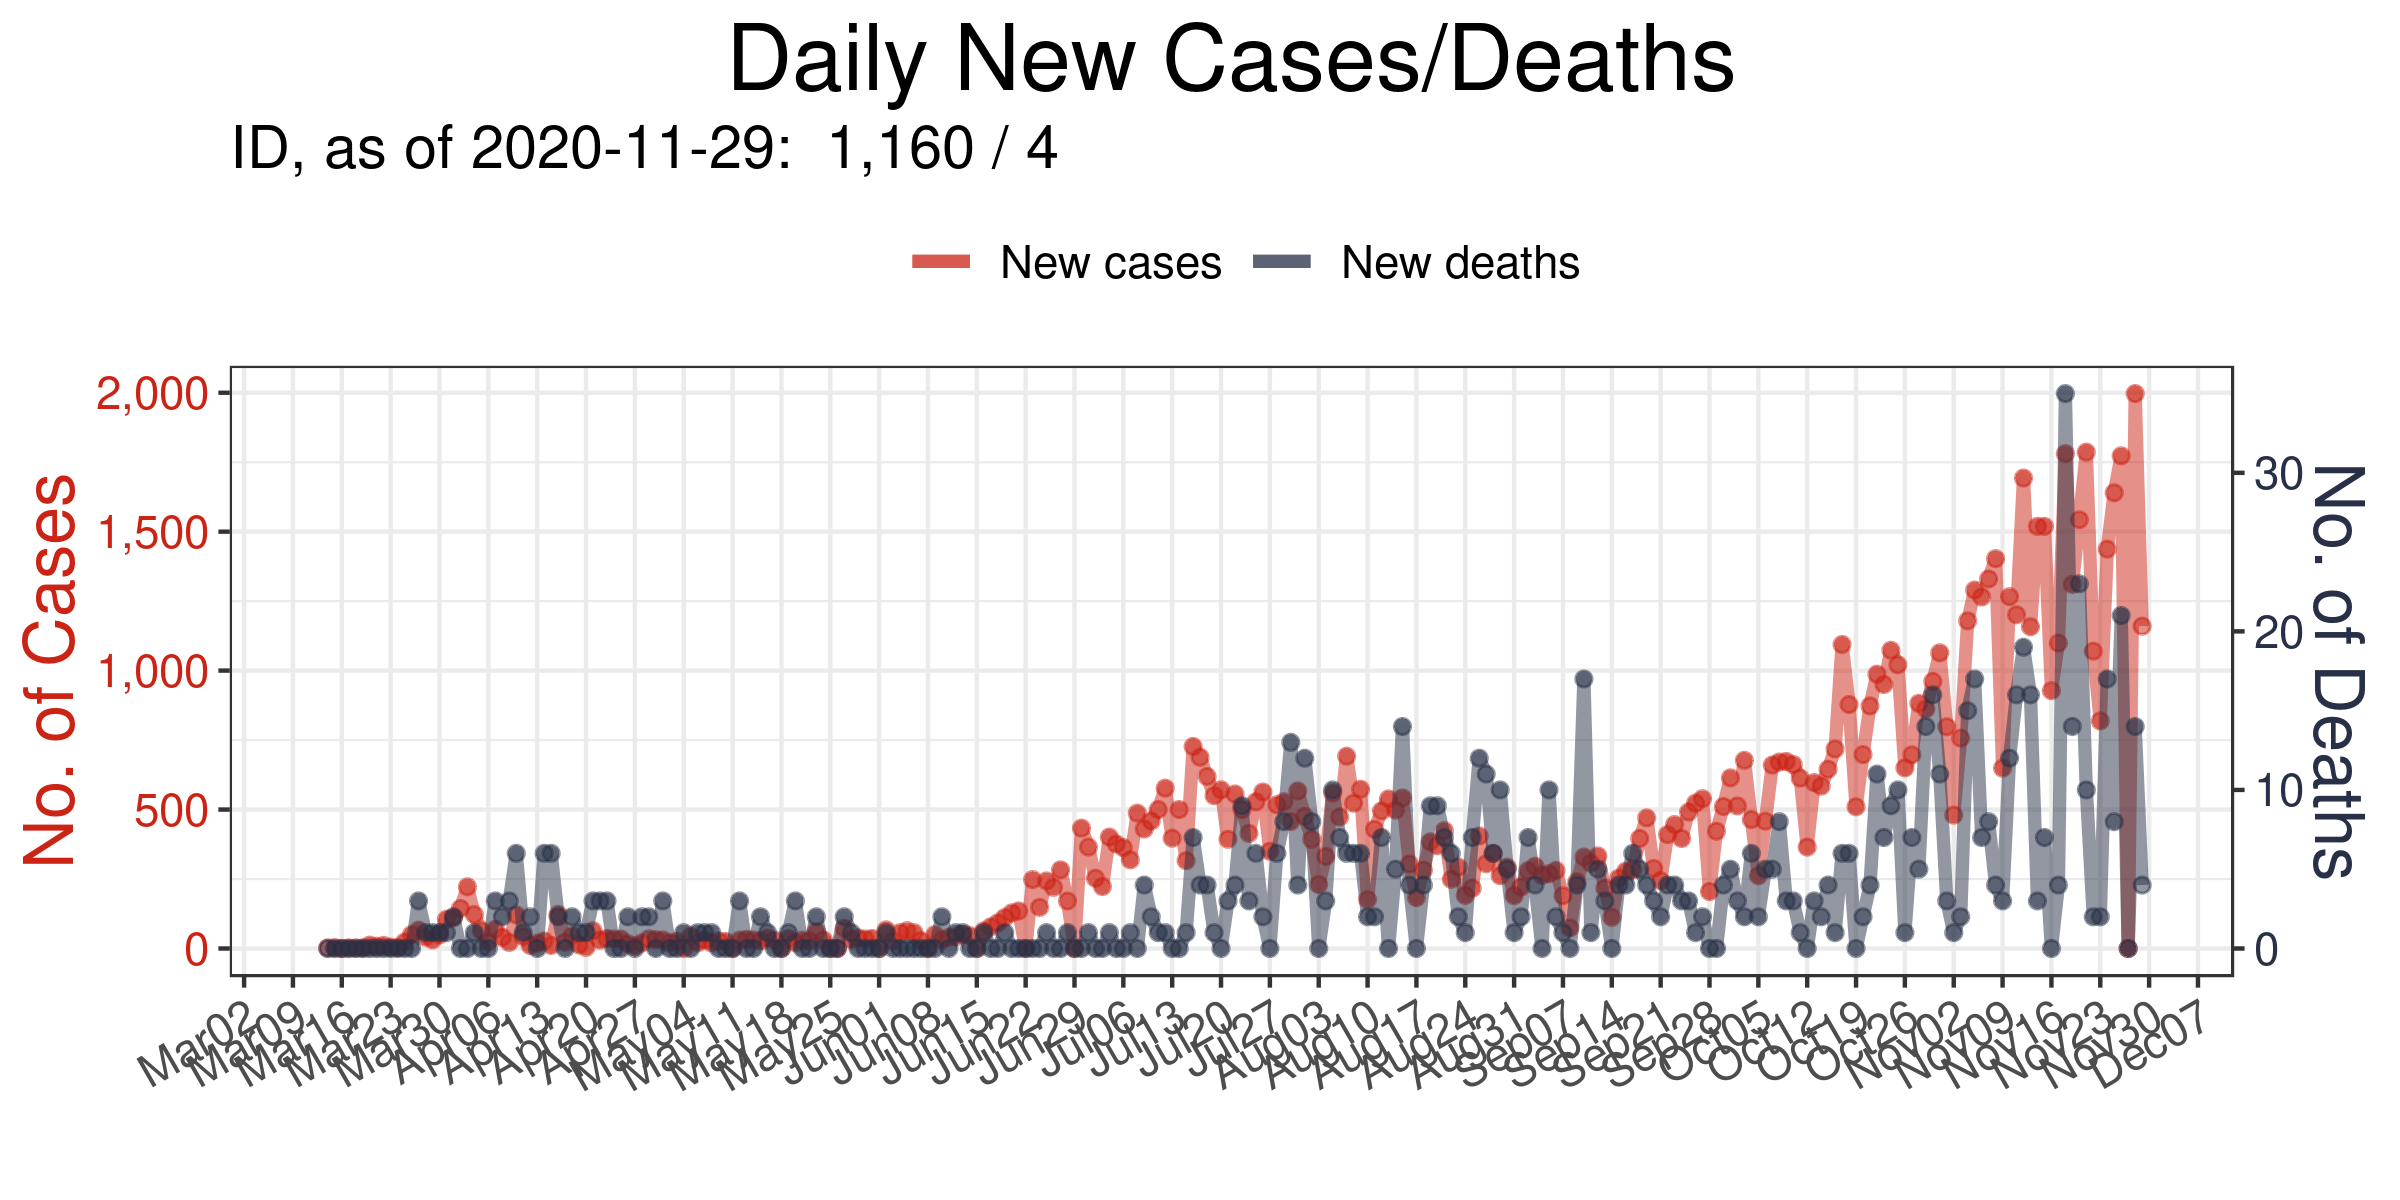 Daily New Cases/Deaths
ID, as of 2020-11-29:  1,160 / 4
New cases
New deaths
No. of Cases
2,000
1,500
1,000
500
0
30
20
10
0
No. of Deaths
Mar02
Mar09
Mar16
Mar23
Mar30
Apr06
Apr13
Apr20
Apr27
May04
May11
May18
May25
Jun01
Jun08
Jun15
Jun22
Jun29
Jul06
Jul13
Jul20
Jul27
Aug03
Aug10
Aug17
Aug24
Aug31
Sep07
Sep14
Sep21
Sep28
Oct05
Oct12
Oct19
Oct26
Nov02
Nov09
Nov16
Nov23
Nov30
Dec07